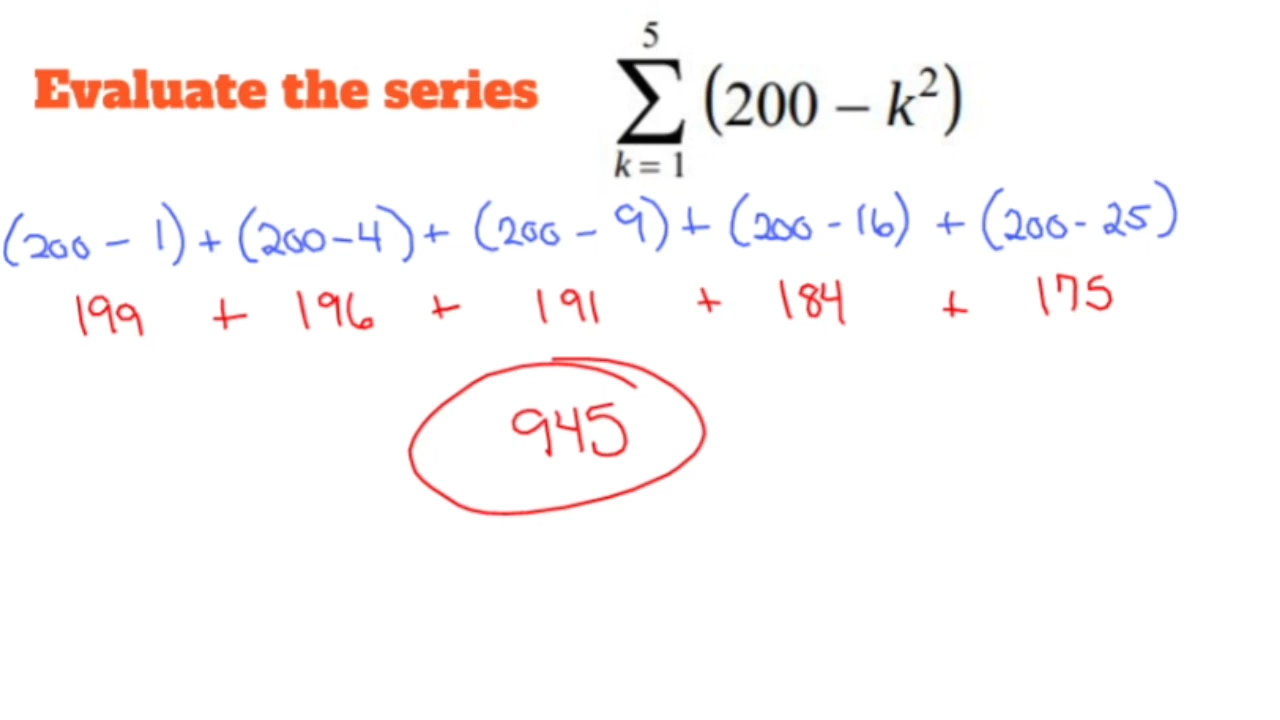 Evaluate the series \sum_{k=1}^{5} (200 − k²)
(200 − 1) + (200 − 4) + (200 − 9) + (200 − 16) + (200 − 25)
199 + 196 + 191 + 184 + 175
945